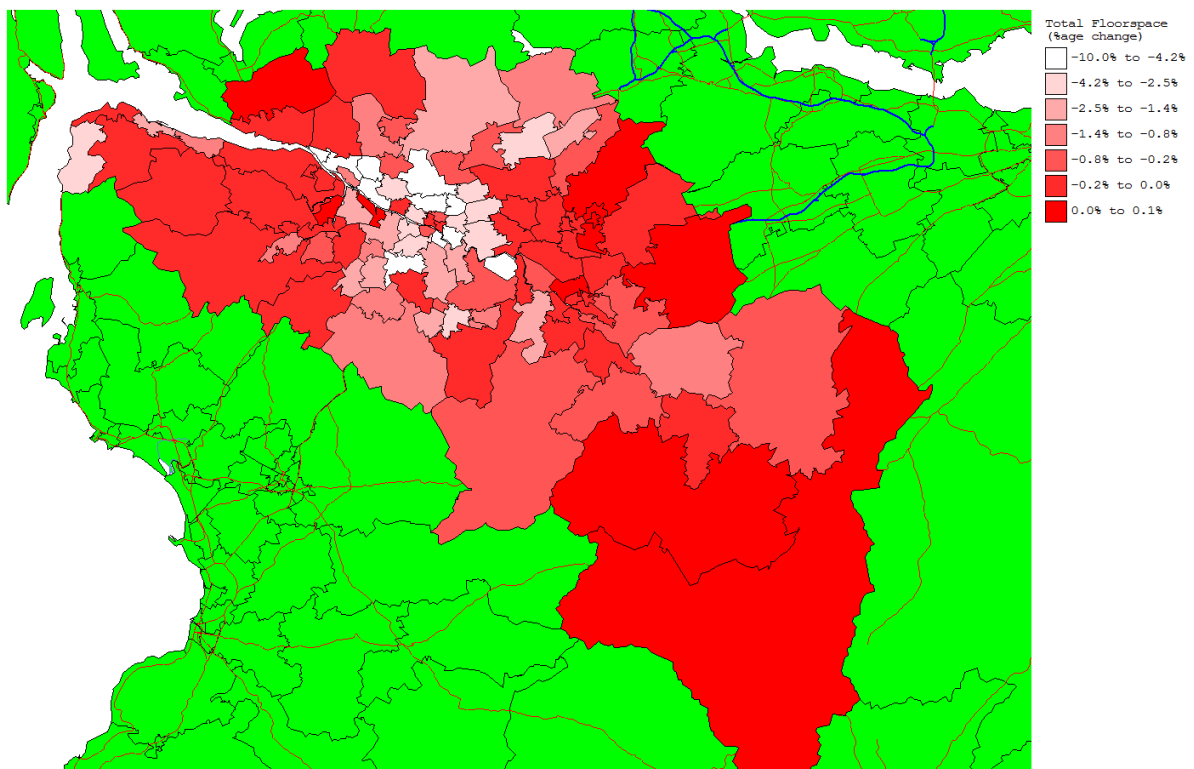 Total Floorspace
(%age change)
-10.0% to -4.2%
-4.2% to -2.5%
-2.5% to -1.4%
-1.4% to -0.8%
-0.8% to -0.2%
-0.2% to 0.0%
0.0% to 0.1%